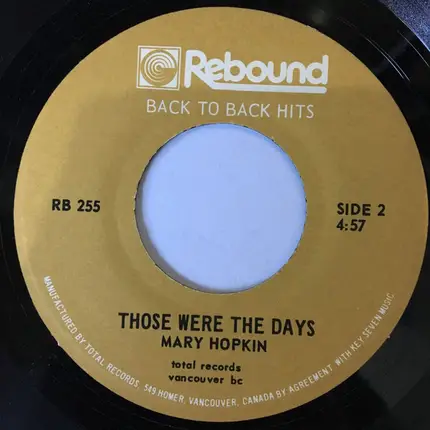 Rebound
BACK TO BACK HITS
RB 255
SIDE 2
4:57
THOSE WERE THE DAYS
MARY HOPKIN
total records
vancouver bc
MANUFACTURED BY TOTAL RECORDS 549 HOMER, VANCOUVER, CANADA BY AGREEMENT WITH KEY SEVEN MUSIC